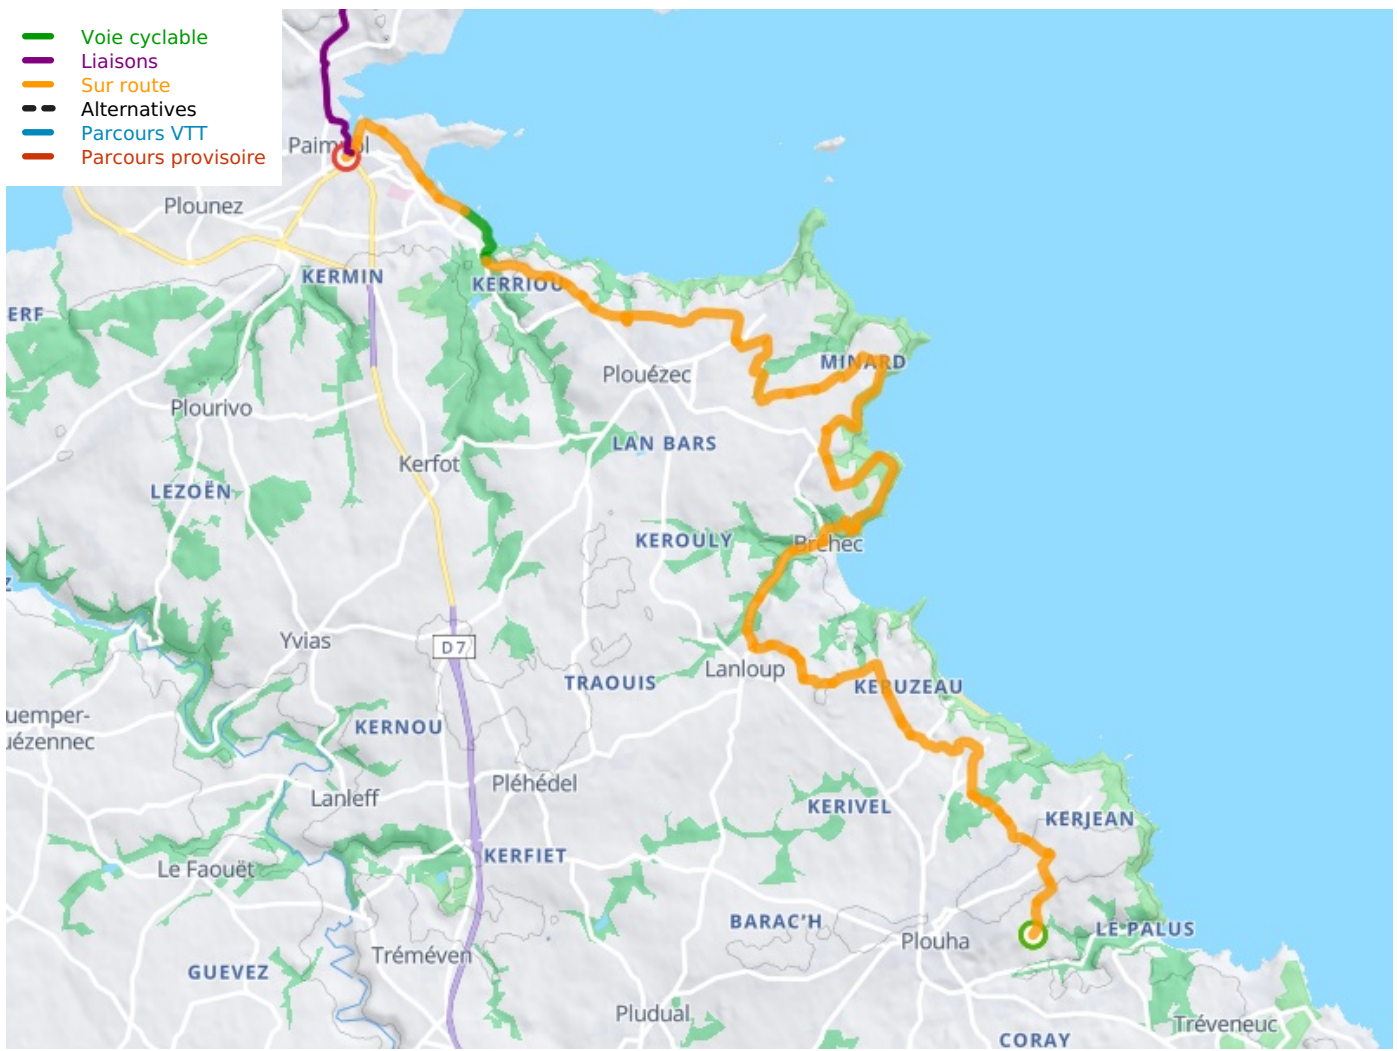 Voie cyclable
Liaisons
Sur route
Alternatives
Parcours VTT
Parcours provisoire
Plounez
KERMIN
KERRIOU
ERF
MINARD
Plouézec
Plourivo
LAN BARS
Kerfot
LEZOËN
KEROULY
Bréhec
Z
Yvias
D 7
Lanloup
TRAOUIS
KERUZEAU
uemper-
uézennec
KERNOU
Pléhédel
Lanleff
KERIVEL
KERJEAN
KERFIET
Le Faouët
BARAC'H
LE PALUS
Plouha
Tréméven
GUEVEZ
Pludual
Tréveneuc
CORAY